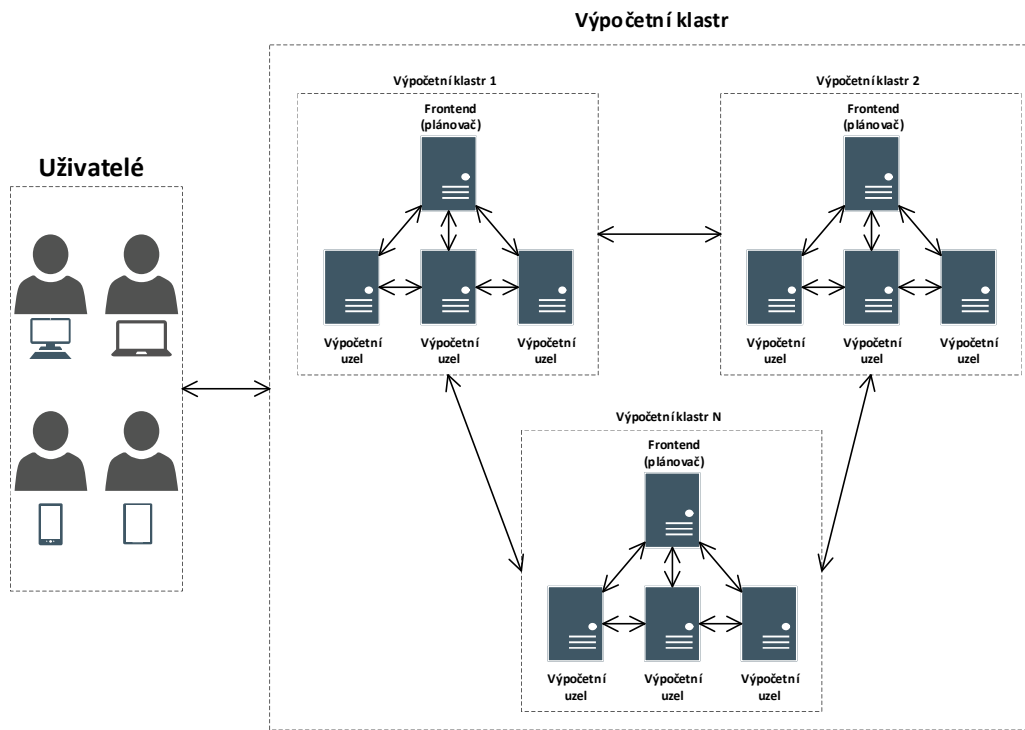 Výpočetní klastr
Uživatelé
Výpočetní klastr 1
Frontend
(plánovač)
Výpočetní
uzel
Výpočetní
uzel
Výpočetní
uzel
Výpočetní klastr 2
Frontend
(plánovač)
Výpočetní
uzel
Výpočetní
uzel
Výpočetní
uzel
Výpočetní klastr N
Frontend
(plánovač)
Výpočetní
uzel
Výpočetní
uzel
Výpočetní
uzel